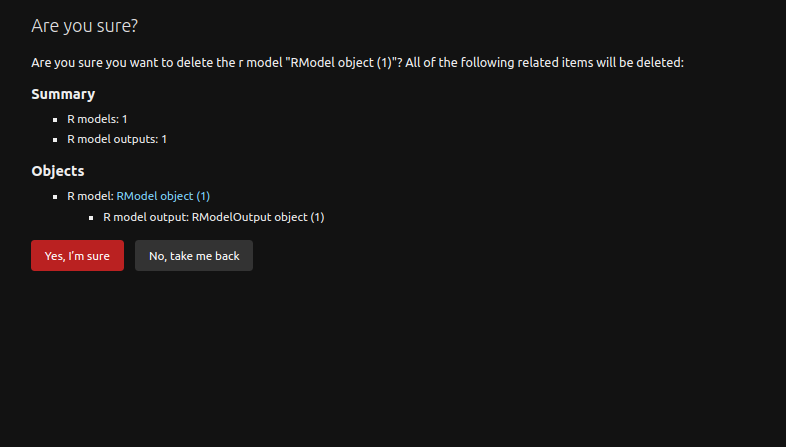 Are you sure?
Are you sure you want to delete the r model "RModel object (1)"? All of the following related items will be deleted:
Summary
R models: 1
R model outputs: 1
Objects
R model: RModel object (1)
R model output: RModelOutput object (1)
Yes, I'm sure
No, take me back